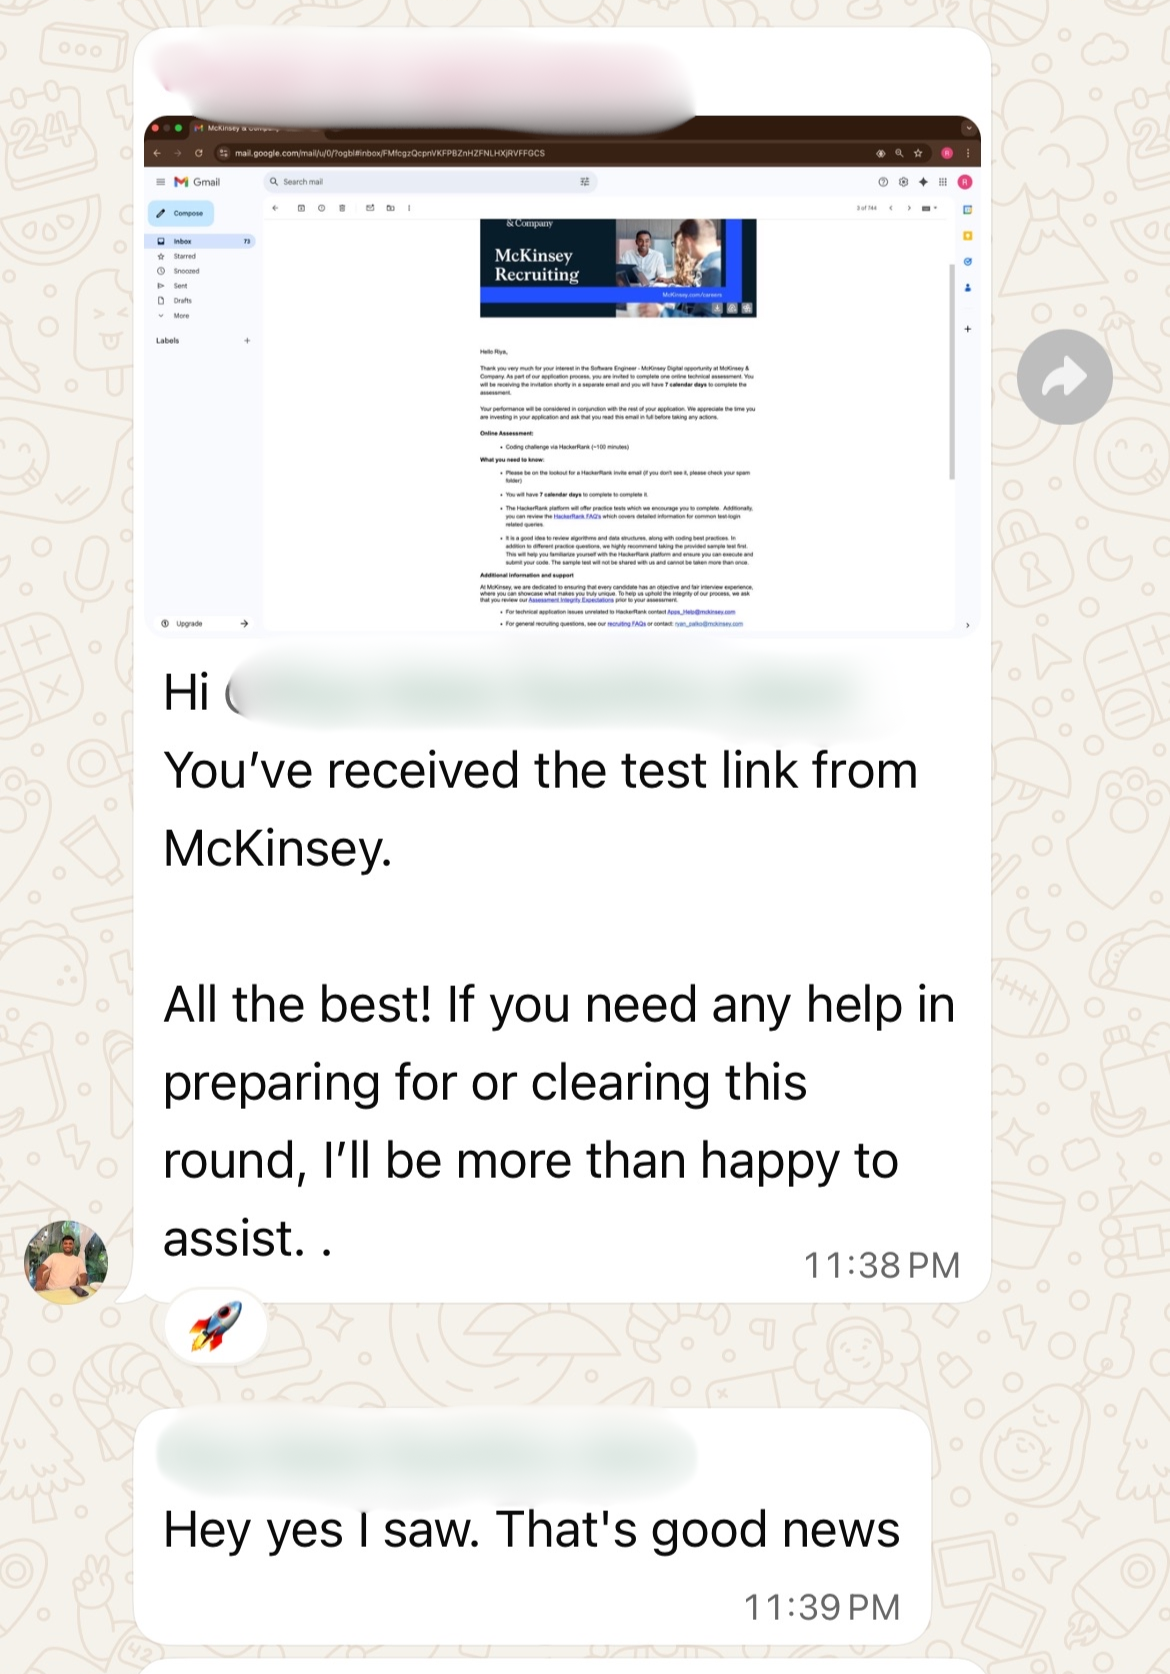 McKinsey & Company
mail.google.com/mail/u/0/?ogbl#inbox/FMfcgzQcpnVKFPBZnHZFNLHXjRVFFGCS
Gmail
Search mail
Compose
3 of 744
Inbox 73
Starred
Snoozed
Sent
Drafts
More
Labels
Upgrade
& Company
McKinsey
Recruiting
McKinsey.com/careers
Hello Riya,
Thank you very much for your interest in the Software Engineer - McKinsey Digital opportunity at McKinsey &
Company. As part of our application process, you are invited to complete one online technical assessment. You
will be receiving the invitation shortly in a separate email and you will have 7 calendar days to complete the
assessment.
Your performance will be considered in conjunction with the rest of your application. We appreciate the time you
are investing in your application and ask that you read this email in full before taking any actions.
Online Assessment:
• Coding challenge via HackerRank (~100 minutes)
What you need to know:
• Please be on the lookout for a HackerRank invite email (if you don't see it, please check your spam
folder)
• You will have 7 calendar days to complete to complete it.
• The HackerRank platform will offer practice tests which we encourage you to complete. Additionally,
you can review the HackerRank FAQ's which covers detailed information for common test-login
related queries.
• It is a good idea to review algorithms and data structures, along with coding best practices. In
addition to different practice questions, we highly recommend taking the provided sample test first.
This will help you familiarize yourself with the HackerRank platform and ensure you can execute and
submit your code. The sample test will not be shared with us and cannot be taken more than once.
Additional information and support
At McKinsey, we are dedicated to ensuring that every candidate has an objective and fair interview experience,
where you can showcase what makes you truly unique. To help us uphold the integrity of our process, we ask
that you review our Assessment Integrity Expectations prior to your assessment.
• For technical application issues unrelated to HackerRank contact Apps_Help@mckinsey.com
• For general recruiting questions, see our recruiting FAQs or contact: ryan_palko@mckinsey.com
Hi
You've received the test link from
McKinsey.
All the best! If you need any help in
preparing for or clearing this
round, I'll be more than happy to
assist. .
11:38 PM
Hey yes I saw. That's good news
11:39 PM